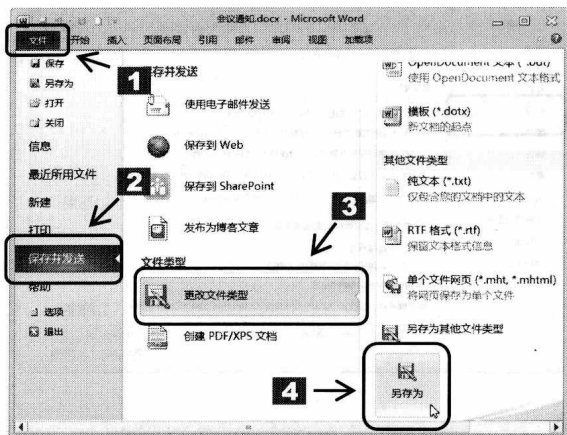 会议通知.docx - Microsoft Word
文件 开始 插入 页面布局 引用 邮件 审阅 视图 加载项
保存
另存为
打开
关闭
信息
最近所用文件
新建
打印
保存并发送
帮助
选项
退出
1
2
存并发送
使用电子邮件发送
保存到 Web
保存到 SharePoint
发布为博客文章
3
文件类型
更改文件类型
创建 PDF/XPS 文档
4
OpenDocument 文本 (*.odt)
使用 OpenDocument 文本格式
模板 (*.dotx)
新文档的起点
其他文件类型
纯文本 (*.txt)
仅包含您的文档中的文本
RTF 格式 (*.rtf)
保留文本格式信息
单个文件网页 (*.mht, *.mhtml)
将网页保存为单个文件
另存为其他文件类型
另存为